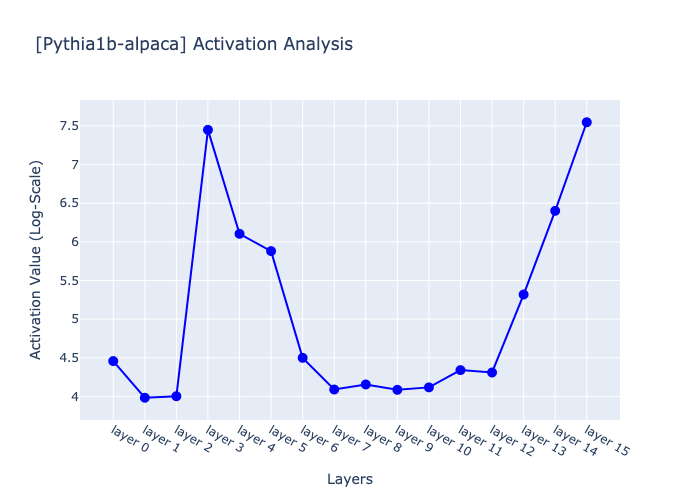 [Pythia1b-alpaca] Activation Analysis
Activation Value (Log-Scale)
7.5
7
6.5
6
5.5
5
4.5
4
layer 0
layer 1
layer 2
layer 3
layer 4
layer 5
layer 6
layer 7
layer 8
layer 9
layer 10
layer 11
layer 12
layer 13
layer 14
layer 15
Layers